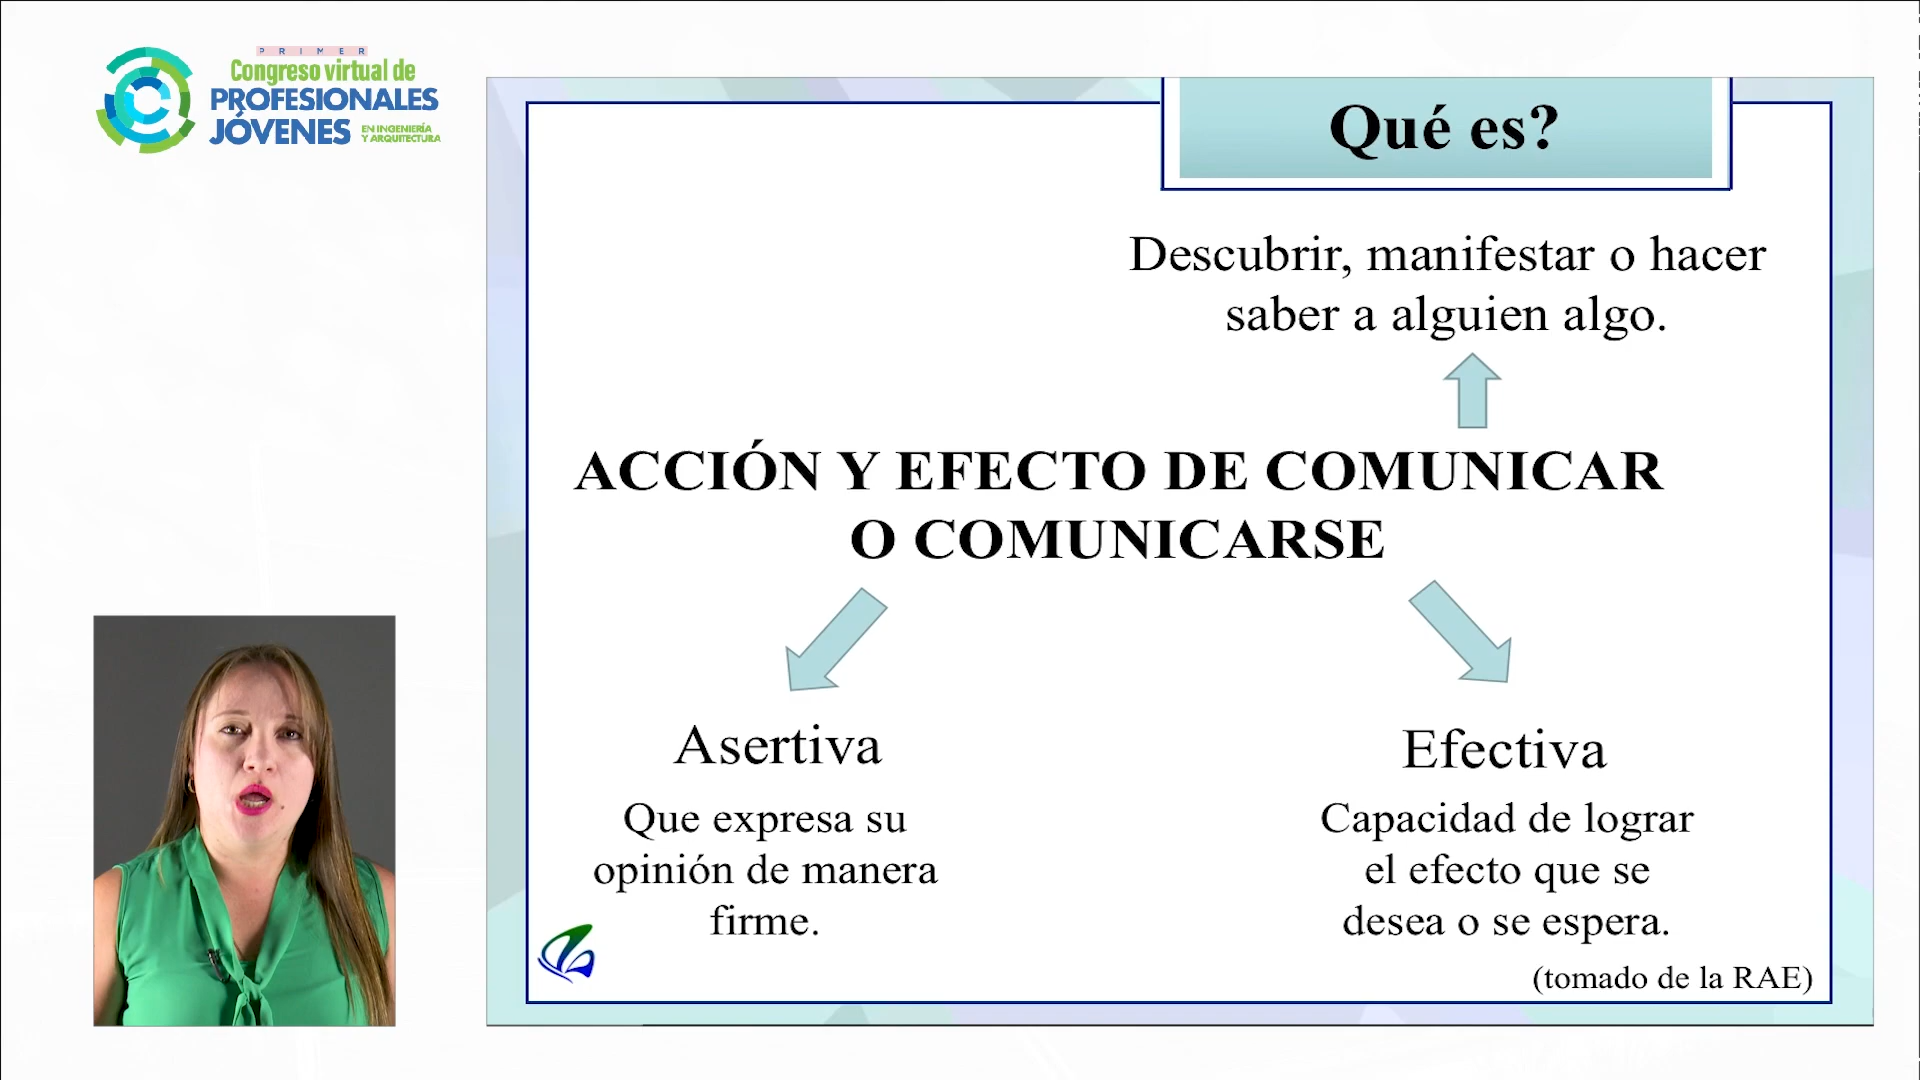 PRIMER
Congreso virtual de
PROFESIONALES
JÓVENES
EN INGENIERÍA
Y ARQUITECTURA
Qué es?
Descubrir, manifestar o hacer
saber a alguien algo.
ACCIÓN Y EFECTO DE COMUNICAR
O COMUNICARSE
Asertiva
Que expresa su
opinión de manera
firme.
Efectiva
Capacidad de lograr
el efecto que se
desea o se espera.
(tomado de la RAE)